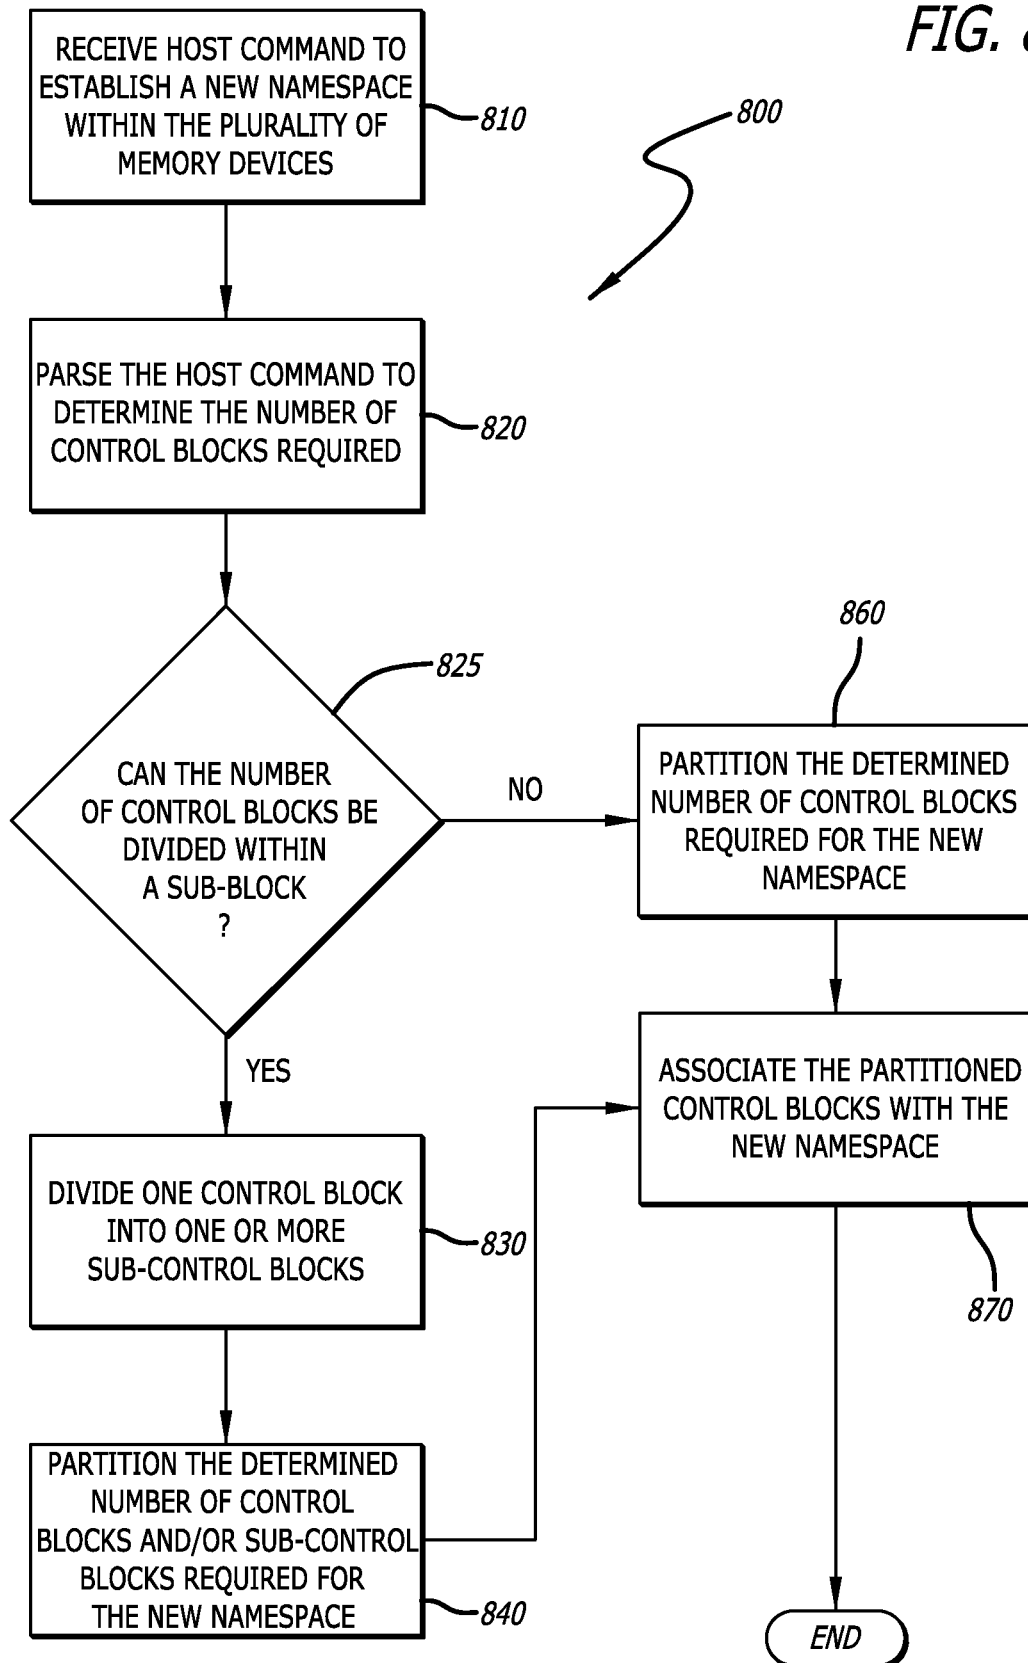 FIG. 8
RECEIVE HOST COMMAND TO
ESTABLISH A NEW NAMESPACE
WITHIN THE PLURALITY OF
MEMORY DEVICES
810
800
PARSE THE HOST COMMAND TO
DETERMINE THE NUMBER OF
CONTROL BLOCKS REQUIRED
820
825
CAN THE NUMBER
OF CONTROL BLOCKS BE
DIVIDED WITHIN
A SUB-BLOCK
?
NO
YES
860
PARTITION THE DETERMINED
NUMBER OF CONTROL BLOCKS
REQUIRED FOR THE NEW
NAMESPACE
DIVIDE ONE CONTROL BLOCK
INTO ONE OR MORE
SUB-CONTROL BLOCKS
830
PARTITION THE DETERMINED
NUMBER OF CONTROL
BLOCKS AND/OR SUB-CONTROL
BLOCKS REQUIRED FOR
THE NEW NAMESPACE
840
ASSOCIATE THE PARTITIONED
CONTROL BLOCKS WITH THE
NEW NAMESPACE
870
END